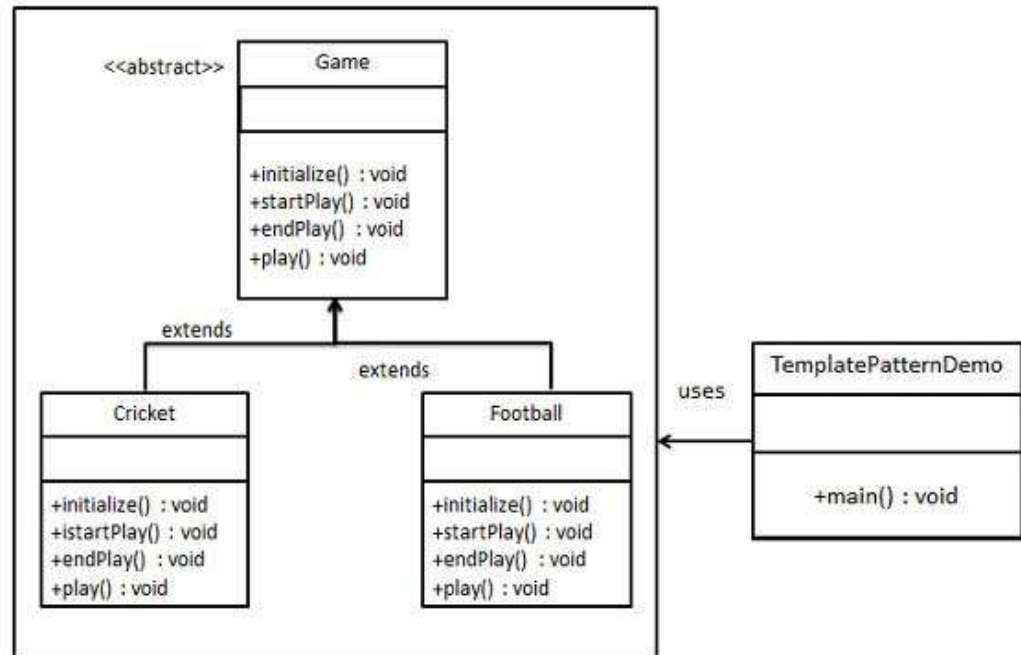 <<abstract>>
Game
+initialize() : void
+startPlay() : void
+endPlay() : void
+play() : void
extends
extends
Cricket
+initialize() : void
+istartPlay() : void
+endPlay() : void
+play() : void
Football
+initialize() : void
+startPlay() : void
+endPlay() : void
+play() : void
uses
TemplatePatternDemo
+main() : void